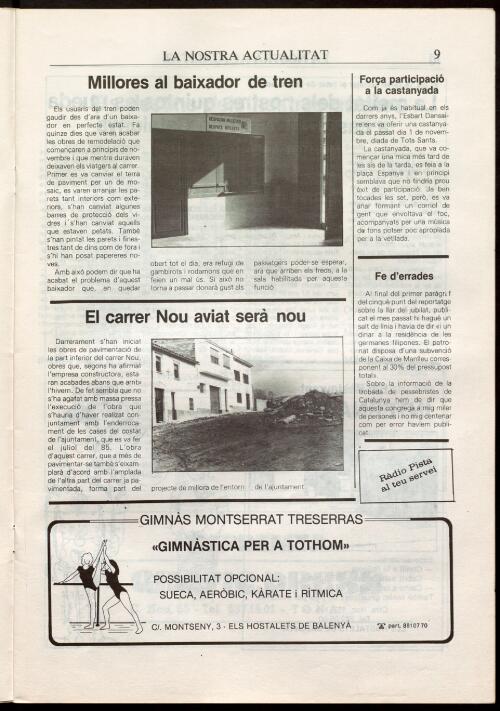 LA NOSTRA ACTUALITAT
9
Millores al baixador de tren
Els usuaris del tren poden
gaudir des d'ara d'un baixa-
dor en perfecte estat. Fa
quinze dies que varen acabar
les obres de remodelació que
començaren a principis de no-
vembre i que mentre duraven
deixaven els viatgers al carrer.
Primer es va canviar el terra
de paviment per un de mo-
saic, es varen arranjar les pa-
rets tant interiors com exte-
riors, s'han canviat algunes
barres de protecció dels vi-
dres i s'han canviat aquells
que estaven petats. També
s'han pintat les parets i fines-
tres tant de dins com de fora i
s'hi han posat papereres no-
ves.
Amb això podem dir que ha
acabat el problema d'aquest
baixador que, en quedar
obert tot el dia, era refugi de
gambirots i rodamons que en
feien un mal ús. Si això no
torna a passar donarà gust als
passatgers poder-se esperar,
ara que arriben els freds, a la
sala habilitada per aquesta
funció
El carrer Nou aviat serà nou
Darrerament s'han iniciat
les obres de pavimentació de
la part inferior del carrer Nou,
obres que, segons ha afirmat
l'empresa constructora, esta-
ran acabades abans que arribi
l'hivern. De fet sembla que no
s'ha agafat amb massa pressa
l'execució de l'obra que
s'hauria d'haver realitzat con-
juntament amb l'enderroca-
ment de les cases del costat
de l'ajuntament, que es va fer
el juliol del 85. L'obra
d'aquest carrer, que a més de
pavimentar-se també s'eixam-
plarà d'acord amb l'amplada
de l'altra part del carrer ja pa-
vimentada, forma part del
projecte de millora de l'entorn
de l'ajuntament.
Força participació
a la castanyada
Com ja és habitual en els
darrers anys, l'Esbart Dansai-
re ens va oferir una castanya-
da el passat dia 1 de novem-
bre, diada de Tots Sants.
La castanyada, que va co-
mençar una mica més tard de
les sis de la tarda, es feia a la
plaça Espanya i en principi
semblava que no tindria prou
èxit de participació. Ja ben
tocades les set, però, es va
anar formant un corriol de
gent que envoltava el foc,
acompanyats per una música
de tons potser poc apropiada
per a la vetllada.
Fe d'errades
Al final del primer paràgraf
del cinquè punt del reportatge
sobre la llar del jubilat, publi-
cat el mes passat hi hagué un
salt de línia i havia de dir «i un
dinar a la residència de les
germanes filipones. El patro-
nat disposa d'una subvenció
de la Caixa de Manlleu corres-
ponent al 30% del pressupost
total».
Sobre la informació de la
trobada de pessebristes de
Catalunya hem de dir que
aquesta congrega a mig miler
de persones i no mig centenar
com per error havíem publi-
cat.
Ràdio Pista
al teu servei
GIMNÀS MONTSERRAT TRESERRAS
«GIMNÀSTICA PER A TOTHOM»
POSSIBILITAT OPCIONAL:
SUECA, AERÒBIC, KÀRATE i RÍTMICA
C/. MONTSENY, 3 - ELS HOSTALETS DE BALENYÀ
☎ part. 8810770